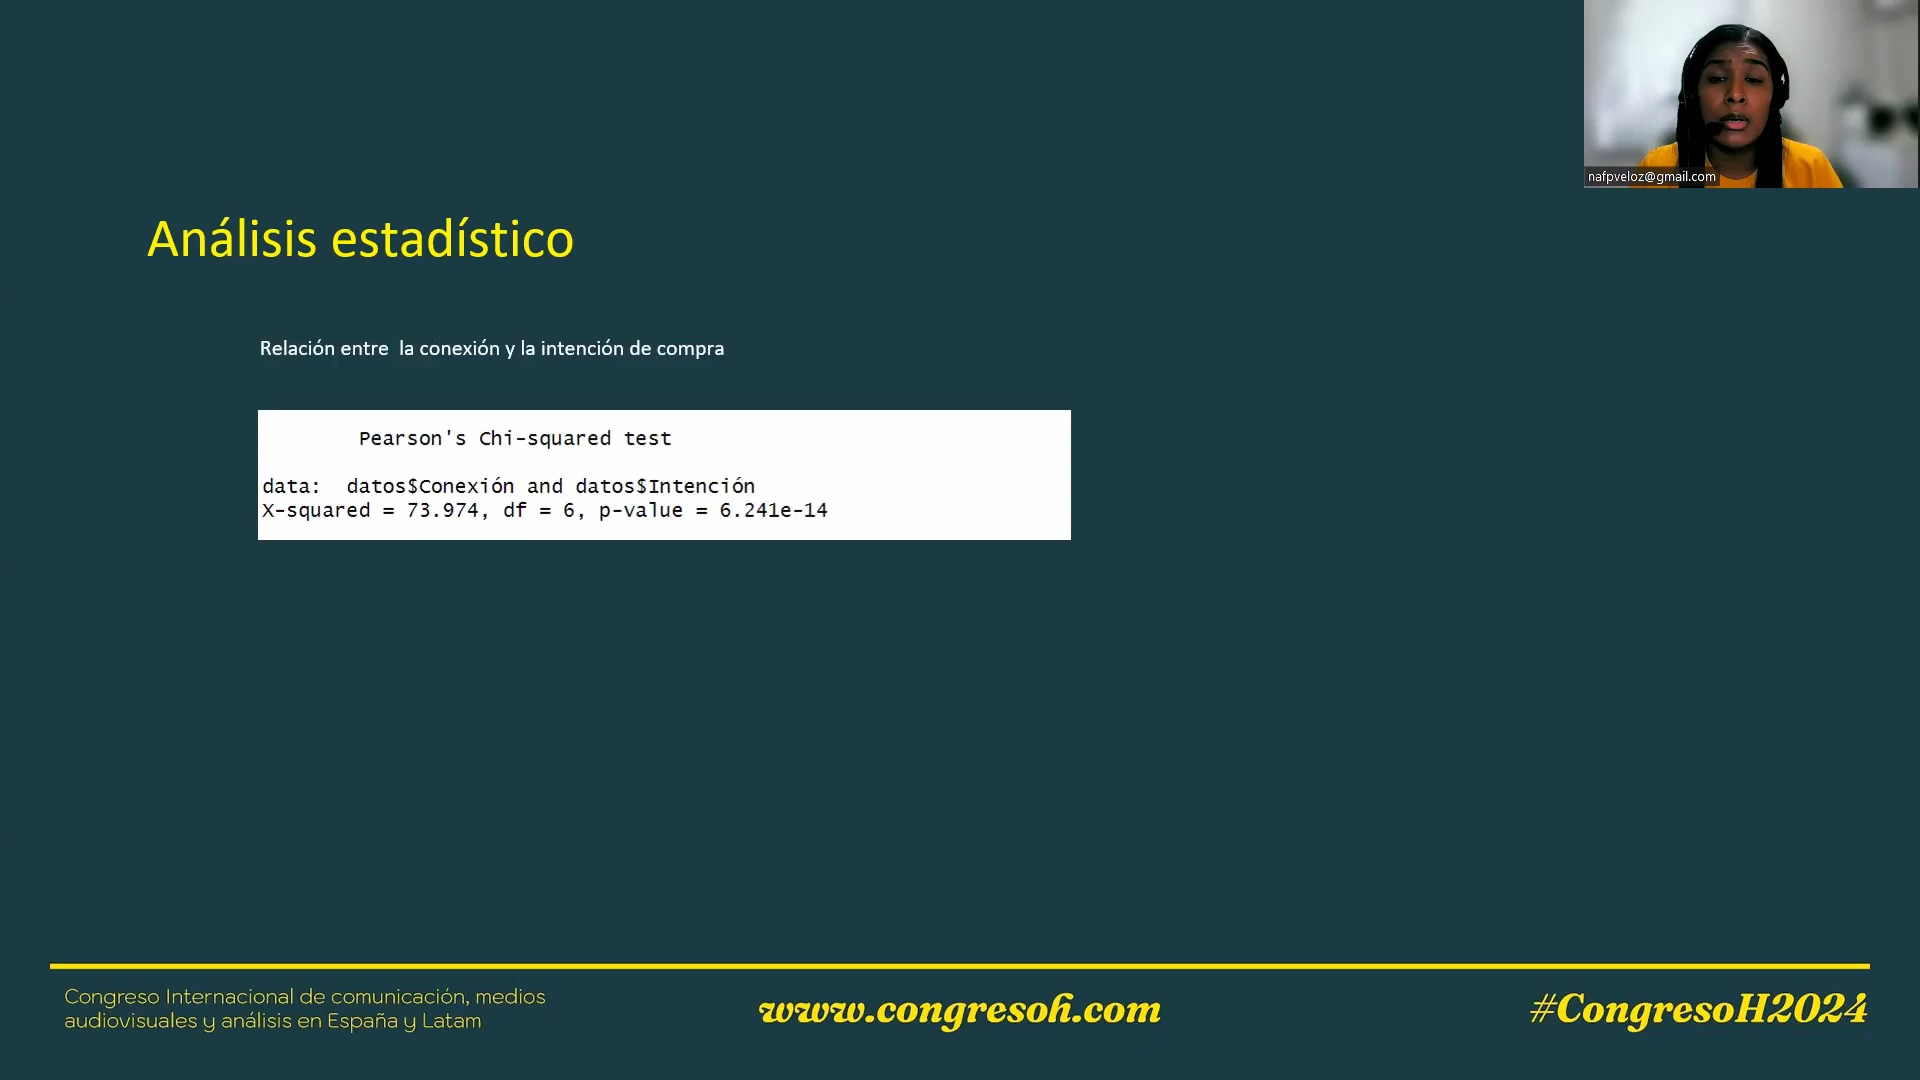 nafpveloz@gmail.com
Análisis estadístico
Relación entre  la conexión y la intención de compra
Pearson's Chi-squared test
data:  datos$Conexión and datos$Intención
X-squared = 73.974, df = 6, p-value = 6.241e-14
Congreso Internacional de comunicación, medios
audiovisuales y análisis en España y Latam
www.congresoh.com
#CongresoH2024